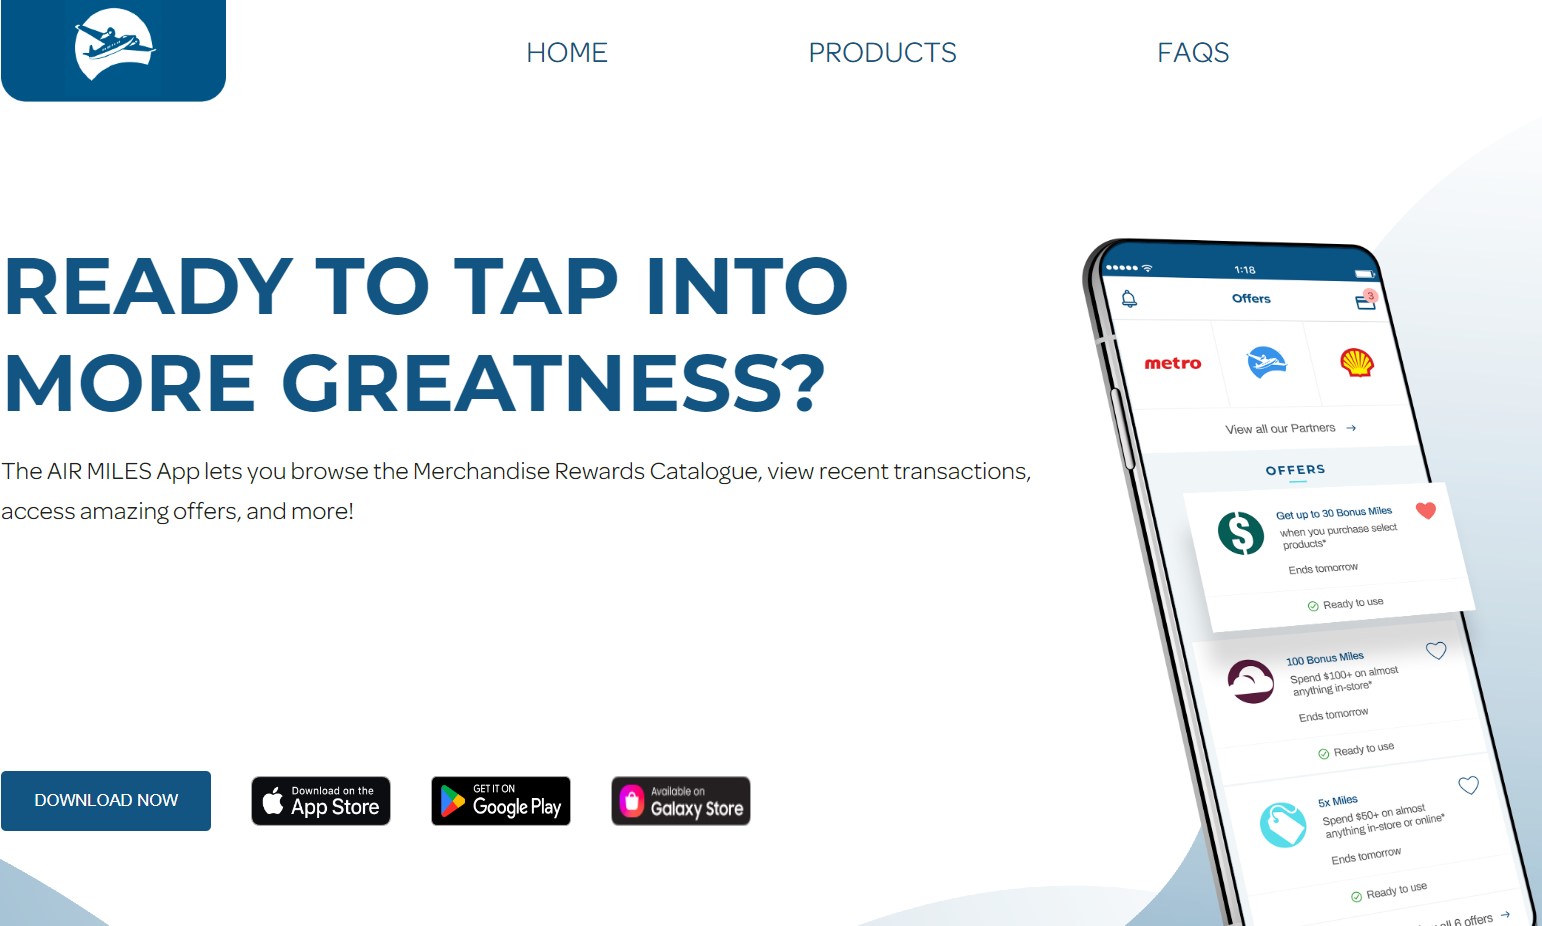 HOME
PRODUCTS
FAQS
READY TO TAP INTO
MORE GREATNESS?
The AIR MILES App lets you browse the Merchandise Rewards Catalogue, view recent transactions,
access amazing offers, and more!
DOWNLOAD NOW
Download on the
App Store
GET IT ON
Google Play
Available on
Galaxy Store
1:18
Offers
3
metro
View all our Partners →
OFFERS
Get up to 30 Bonus Miles
when you purchase select
products*
Ends tomorrow
Ready to use
100 Bonus Miles
Spend $100+ on almost
anything in-store*
Ends tomorrow
Ready to use
5x Miles
Spend $50+ on almost
anything in-store or online*
Ends tomorrow
Ready to use
all 6 offers →